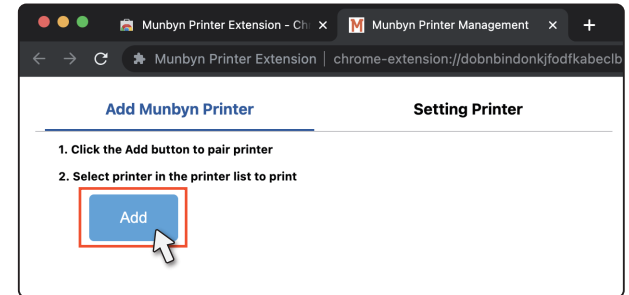 Munbyn Printer Extension - Ch
Munbyn Printer Management
Munbyn Printer Extension | chrome-extension://dobnbindonkjfodfkabeclb
Add Munbyn Printer
Setting Printer
1. Click the Add button to pair printer
2. Select printer in the printer list to print
Add